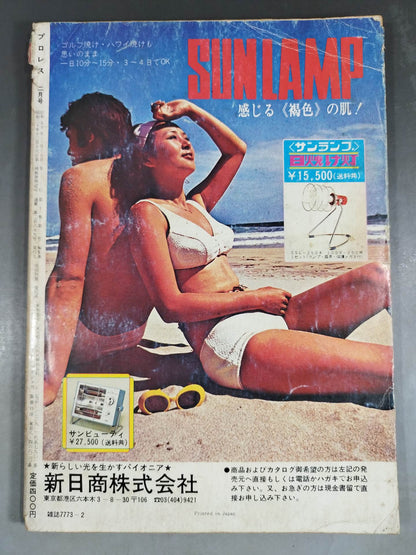 プロレス 二月号
ゴルフ焼け・ハワイ焼けも
思いのまま
一日10分〜15分・3〜4日でOK
SUN LAMP
感じる〈褐色〉の肌!
〈サンランプ〉
日焼け灯
¥15,500(送料共)
サンビューティ
¥27,500(送料共)
★新らしい光を生かすパイオニア★
新日商株式会社
東京都港区六本木3-8-30〒106 ☎03(404)9421
●商品およびカタログ御希望の方は左記の発
売元へ直接もしくは電話かハガキてお申込
み下さい。又、お急ぎの方は現金書留で直
接お申込み下さい。
定価四〇〇円
雑誌7773-2
Printed in Japan